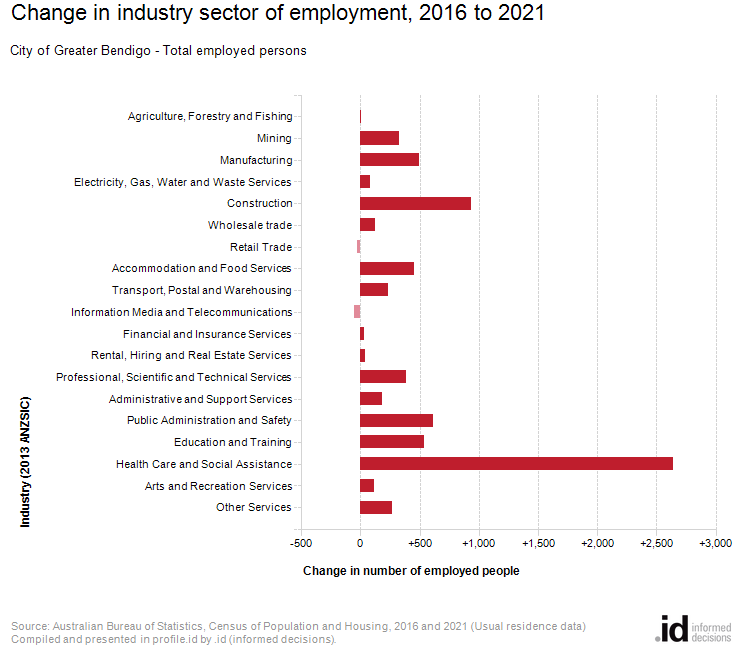 Change in industry sector of employment, 2016 to 2021
City of Greater Bendigo - Total employed persons
Agriculture, Forestry and Fishing
Mining
Manufacturing
Electricity, Gas, Water and Waste Services
Construction
Wholesale trade
Retail Trade
Accommodation and Food Services
Transport, Postal and Warehousing
Information Media and Telecommunications
Financial and Insurance Services
Rental, Hiring and Real Estate Services
Professional, Scientific and Technical Services
Administrative and Support Services
Public Administration and Safety
Education and Training
Health Care and Social Assistance
Arts and Recreation Services
Other Services
Industry (2013 ANZSIC)
-500 0 +500 +1,000 +1,500 +2,000 +2,500 +3,000
Change in number of employed people
Source: Australian Bureau of Statistics, Census of Population and Housing, 2016 and 2021 (Usual residence data)
Compiled and presented in profile.id by .id (informed decisions).
.id informed
decisions